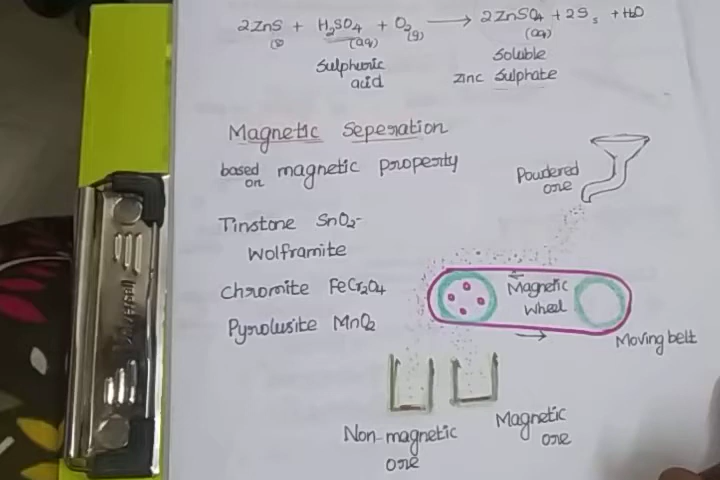 2ZnS + H2SO4 + O2 → 2ZnSO4 + 2S, + H2O
(s) (aq) (g) (aq)
Sulphuric acid
Soluble
zinc Sulphate
Magnetic Seperation
based on magnetic property
Powdered ore
Tinstone SnO2-
Wolframite
Chromite FeCr2O4
Pyrolusite MnO2
Magnetic wheel
Moving belt
Non-magnetic ore
Magnetic ore